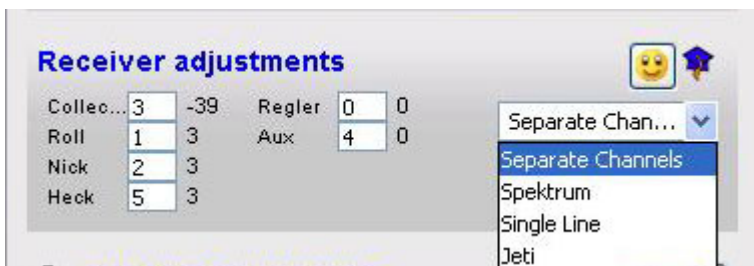 Receiver adjustments
Collec... 3 -39 Regler 0 0
Roll 1 3 Aux 4 0
Nick 2 3
Heck 5 3
Separate Chan...
Separate Channels
Spektrum
Single Line
Jeti